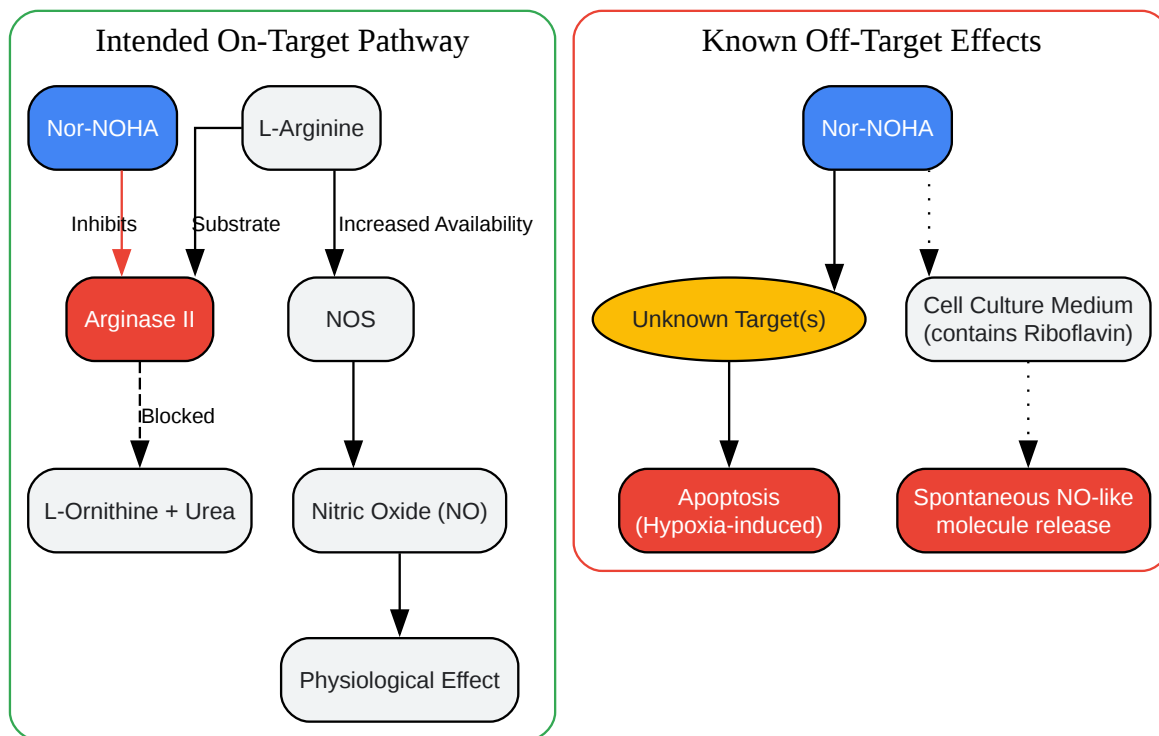 Intended On-Target Pathway
Nor-NOHA
L-Arginine
Inhibits
Substrate
Increased Availability
Arginase II
NOS
Blocked
L-Ornithine + Urea
Nitric Oxide (NO)
Physiological Effect
Known Off-Target Effects
Nor-NOHA
Unknown Target(s)
Cell Culture Medium
(contains Riboflavin)
Apoptosis
(Hypoxia-induced)
Spontaneous NO-like
molecule release